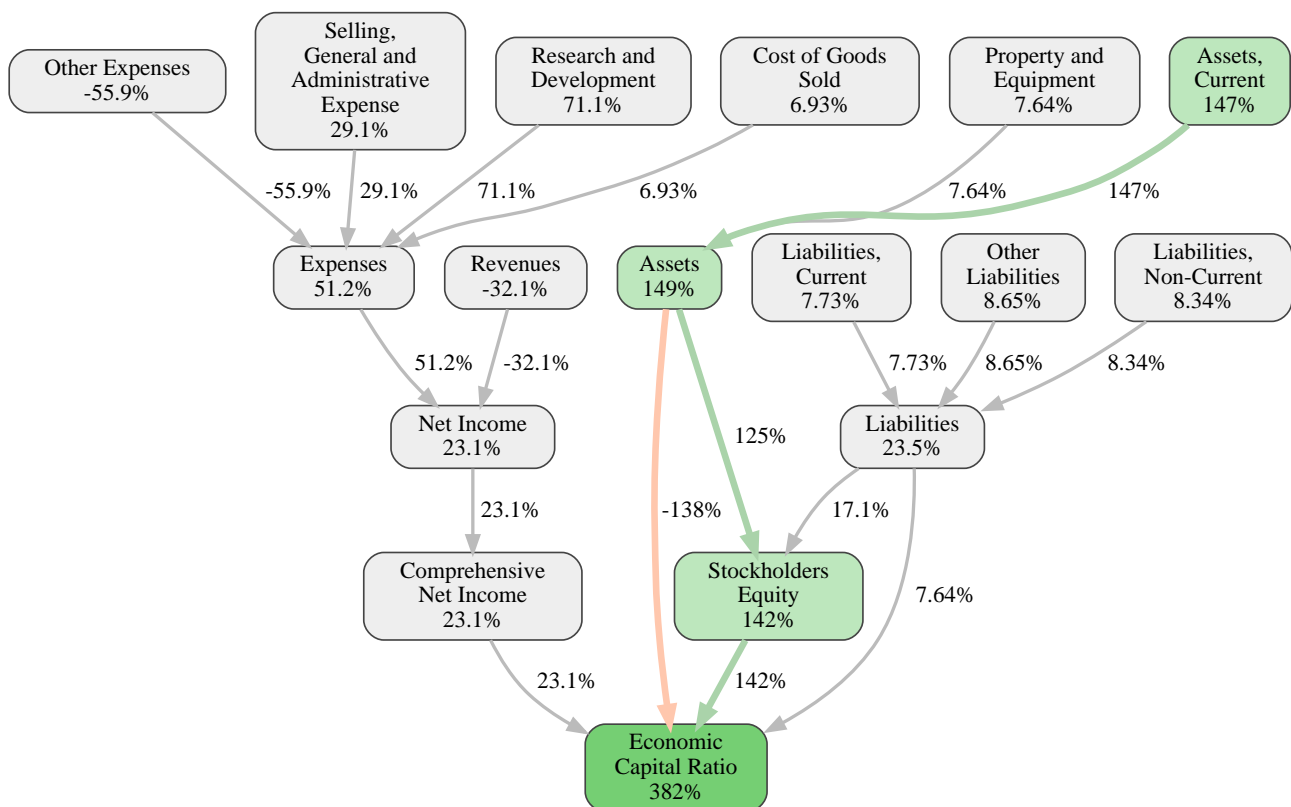 Other Expenses
-55.9%
Selling,
General and
Administrative
Expense
29.1%
Research and
Development
71.1%
Cost of Goods
Sold
6.93%
Property and
Equipment
7.64%
Assets,
Current
147%
-55.9%
29.1%
71.1%
6.93%
7.64%
147%
Expenses
51.2%
Revenues
-32.1%
Assets
149%
Liabilities,
Current
7.73%
Other
Liabilities
8.65%
Liabilities,
Non-Current
8.34%
51.2%
-32.1%
7.73%
8.65%
8.34%
Net Income
23.1%
125%
Liabilities
23.5%
23.1%
-138%
17.1%
Comprehensive
Net Income
23.1%
Stockholders
Equity
142%
7.64%
23.1%
142%
Economic
Capital Ratio
382%